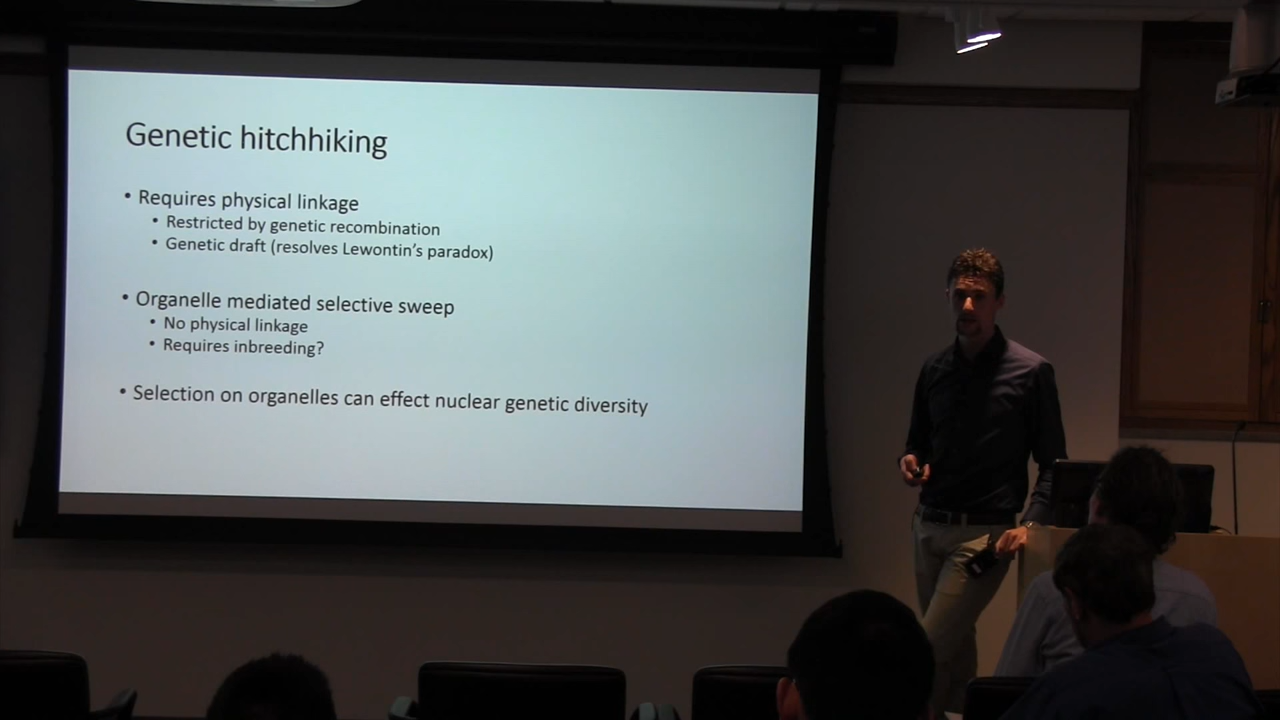 Genetic hitchhiking
• Requires physical linkage
• Restricted by genetic recombination
• Genetic draft (resolves Lewontin's paradox)
• Organelle mediated selective sweep
• No physical linkage
• Requires inbreeding?
• Selection on organelles can effect nuclear genetic diversity